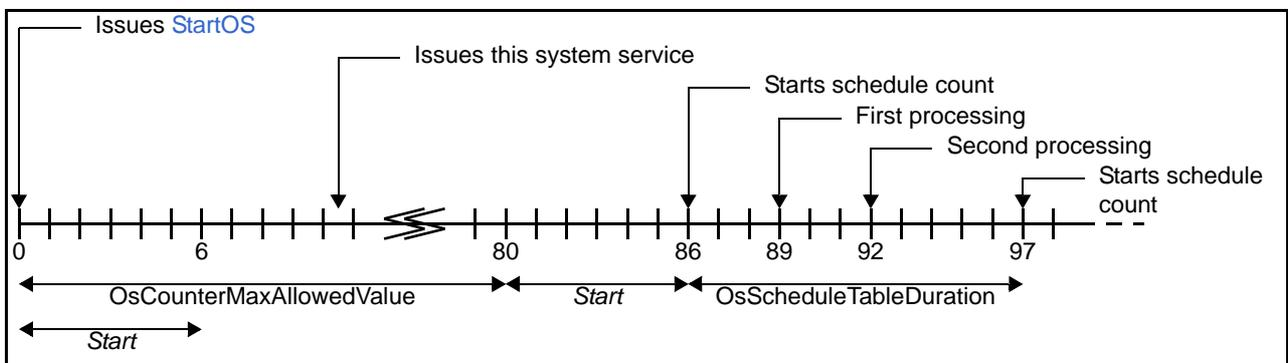 Issues StartOS
Issues this system service
Starts schedule count
First processing
Second processing
Starts schedule
count
0 6 80 86 89 92 97
OsCounterMaxAllowedValue Start OsScheduleTableDuration
Start